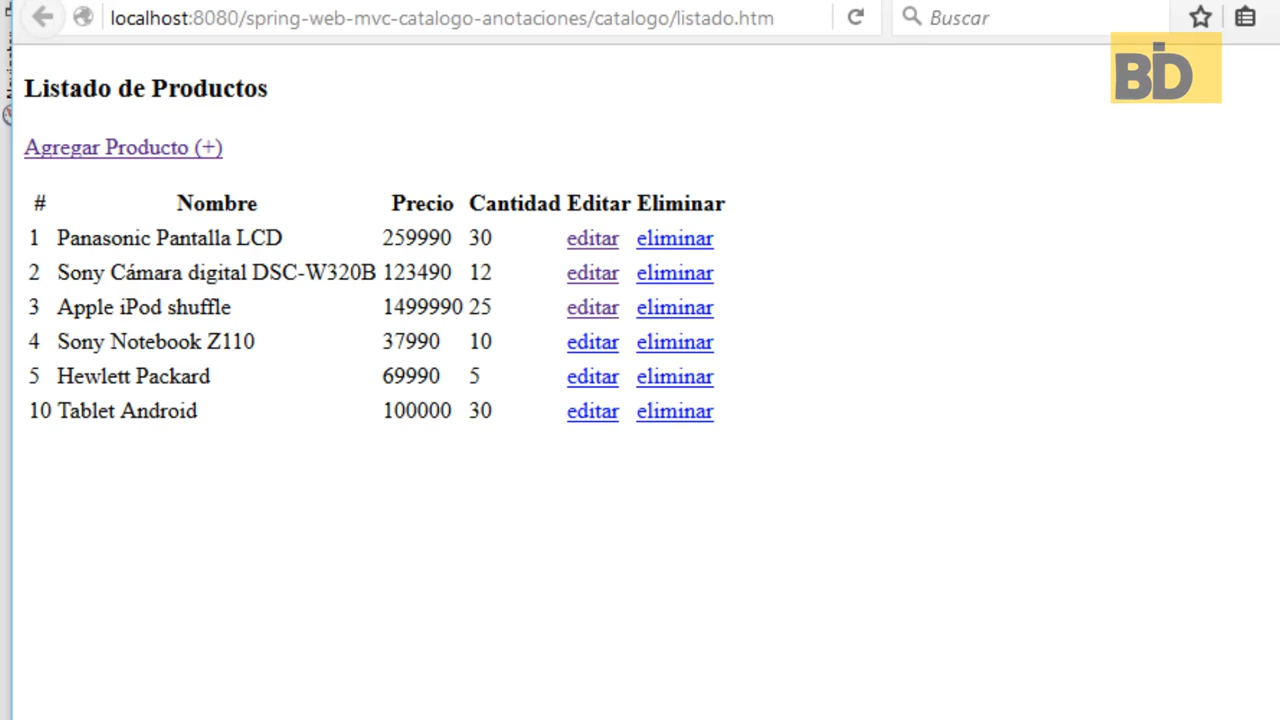 localhost:8080/spring-web-mvc-catalogo-anotaciones/catalogo/listado.htm
Buscar
BD
Listado de Productos
Agregar Producto (+)
# Nombre Precio Cantidad Editar Eliminar
1 Panasonic Pantalla LCD 259990 30 editar eliminar
2 Sony Cámara digital DSC-W320B 123490 12 editar eliminar
3 Apple iPod shuffle 1499990 25 editar eliminar
4 Sony Notebook Z110 37990 10 editar eliminar
5 Hewlett Packard 69990 5 editar eliminar
10 Tablet Android 100000 30 editar eliminar